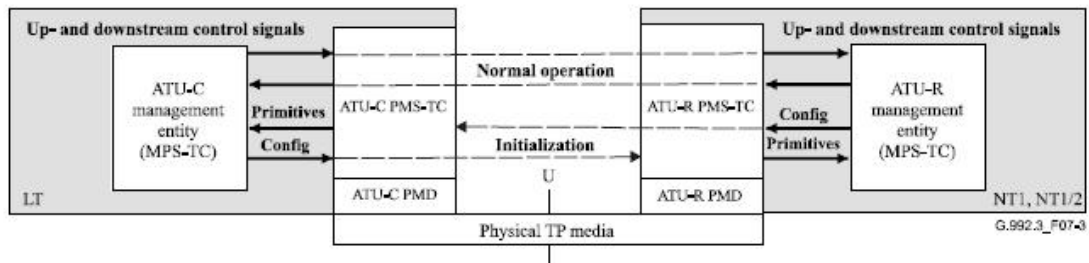 Up- and downstream control signals
Up- and downstream control signals
Normal operation
ATU-C
management
entity
(MPS-TC)
Primitives
Config
ATU-C PMS-TC
ATU-R PMS-TC
Config
Primitives
ATU-R
management
entity
(MPS-TC)
Initialization
U
LT
ATU-C PMD
ATU-R PMD
NT1, NT1/2
Physical TP media
G.992.3_F07-3